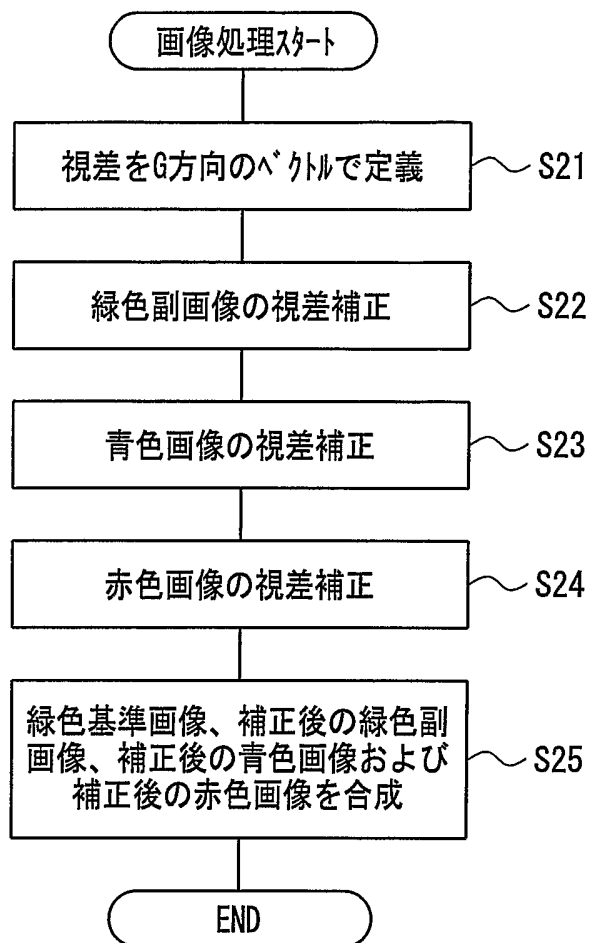 画像処理ｽﾀｰﾄ
視差をG方向のﾍﾞｸﾄﾙで定義
S21
緑色副画像の視差補正
S22
青色画像の視差補正
S23
赤色画像の視差補正
S24
緑色基準画像、補正後の緑色副
画像、補正後の青色画像および
補正後の赤色画像を合成
S25
END